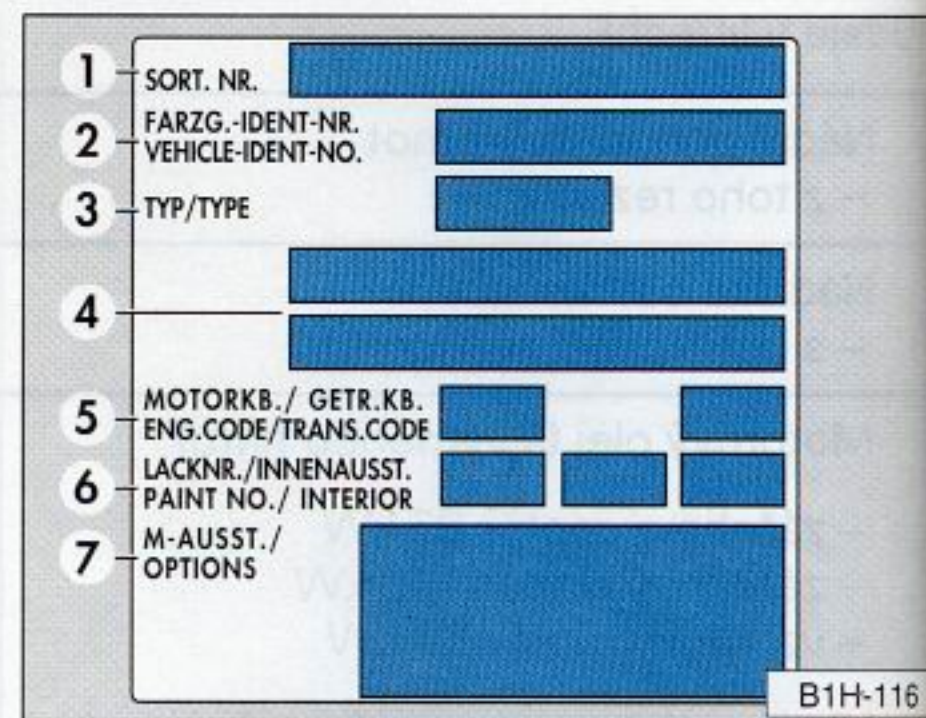 1 SORT. NR.
2 FARZG.-IDENT-NR.
VEHICLE-IDENT-NO.
3 TYP/TYPE
4
5 MOTORKB./ GETR.KB.
ENG.CODE/TRANS.CODE
6 LACKNR./INNENAUSST.
PAINT NO./ INTERIOR
7 M-AUSST./
OPTIONS
B1H-116